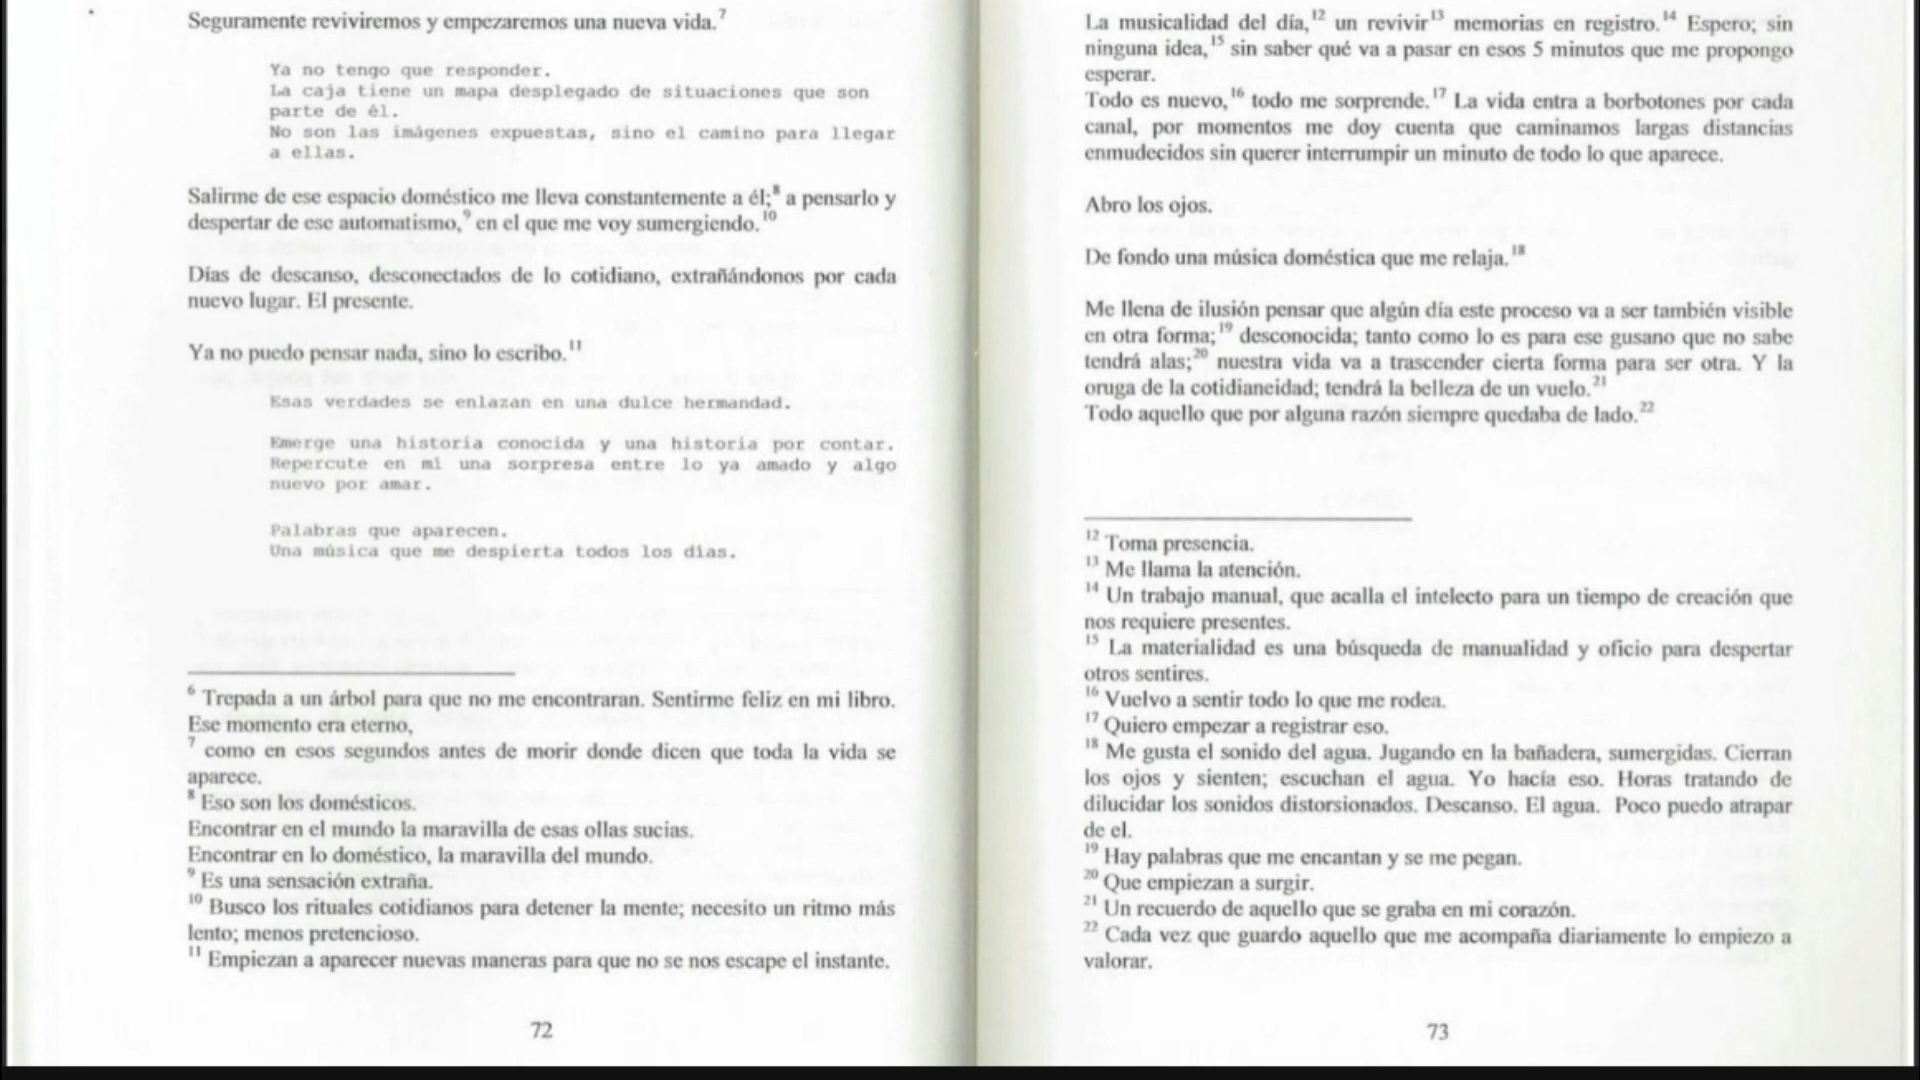 Seguramente reviviremos y empezaremos una nueva vida.⁷
Ya no tengo que responder.
La caja tiene un mapa desplegado de situaciones que son
parte de él.
No son las imágenes expuestas, sino el camino para llegar
a ellas.
Salirme de ese espacio doméstico me lleva constantemente a él;⁸ a pensarlo y
despertar de ese automatismo,⁹ en el que me voy sumergiendo.¹⁰
Días de descanso, desconectados de lo cotidiano, extrañándonos por cada
nuevo lugar. El presente.
Ya no puedo pensar nada, sino lo escribo.¹¹
Esas verdades se enlazan en una dulce hermandad.
Emerge una historia conocida y una historia por contar.
Repercute en mi una sorpresa entre lo ya amado y algo
nuevo por amar.
Palabras que aparecen.
Una música que me despierta todos los días.
⁶ Trepada a un árbol para que no me encontraran. Sentirme feliz en mi libro.
Ese momento era eterno,
⁷ como en esos segundos antes de morir donde dicen que toda la vida se
aparece.
⁸ Eso son los domésticos.
Encontrar en el mundo la maravilla de esas ollas sucias.
Encontrar en lo doméstico, la maravilla del mundo.
⁹ Es una sensación extraña.
¹⁰ Busco los rituales cotidianos para detener la mente; necesito un ritmo más
lento; menos pretencioso.
¹¹ Empiezan a aparecer nuevas maneras para que no se nos escape el instante.
72
La musicalidad del día,¹² un revivir¹³ memorias en registro.¹⁴ Espero; sin
ninguna idea,¹⁵ sin saber qué va a pasar en esos 5 minutos que me propongo
esperar.
Todo es nuevo,¹⁶ todo me sorprende.¹⁷ La vida entra a borbotones por cada
canal, por momentos me doy cuenta que caminamos largas distancias
enmudecidos sin querer interrumpir un minuto de todo lo que aparece.
Abro los ojos.
De fondo una música doméstica que me relaja.¹⁸
Me llena de ilusión pensar que algún día este proceso va a ser también visible
en otra forma;¹⁹ desconocida; tanto como lo es para ese gusano que no sabe
tendrá alas;²⁰ nuestra vida va a trascender cierta forma para ser otra. Y la
oruga de la cotidianeidad; tendrá la belleza de un vuelo.²¹
Todo aquello que por alguna razón siempre quedaba de lado.²²
¹² Toma presencia.
¹³ Me llama la atención.
¹⁴ Un trabajo manual, que acalla el intelecto para un tiempo de creación que
nos requiere presentes.
¹⁵ La materialidad es una búsqueda de manualidad y oficio para despertar
otros sentires.
¹⁶ Vuelvo a sentir todo lo que me rodea.
¹⁷ Quiero empezar a registrar eso.
¹⁸ Me gusta el sonido del agua. Jugando en la bañadera, sumergidas. Cierran
los ojos y sienten; escuchan el agua. Yo hacía eso. Horas tratando de
dilucidar los sonidos distorsionados. Descanso. El agua. Poco puedo atrapar
de el.
¹⁹ Hay palabras que me encantan y se me pegan.
²⁰ Que empiezan a surgir.
²¹ Un recuerdo de aquello que se graba en mi corazón.
²² Cada vez que guardo aquello que me acompaña diariamente lo empiezo a
valorar.
73